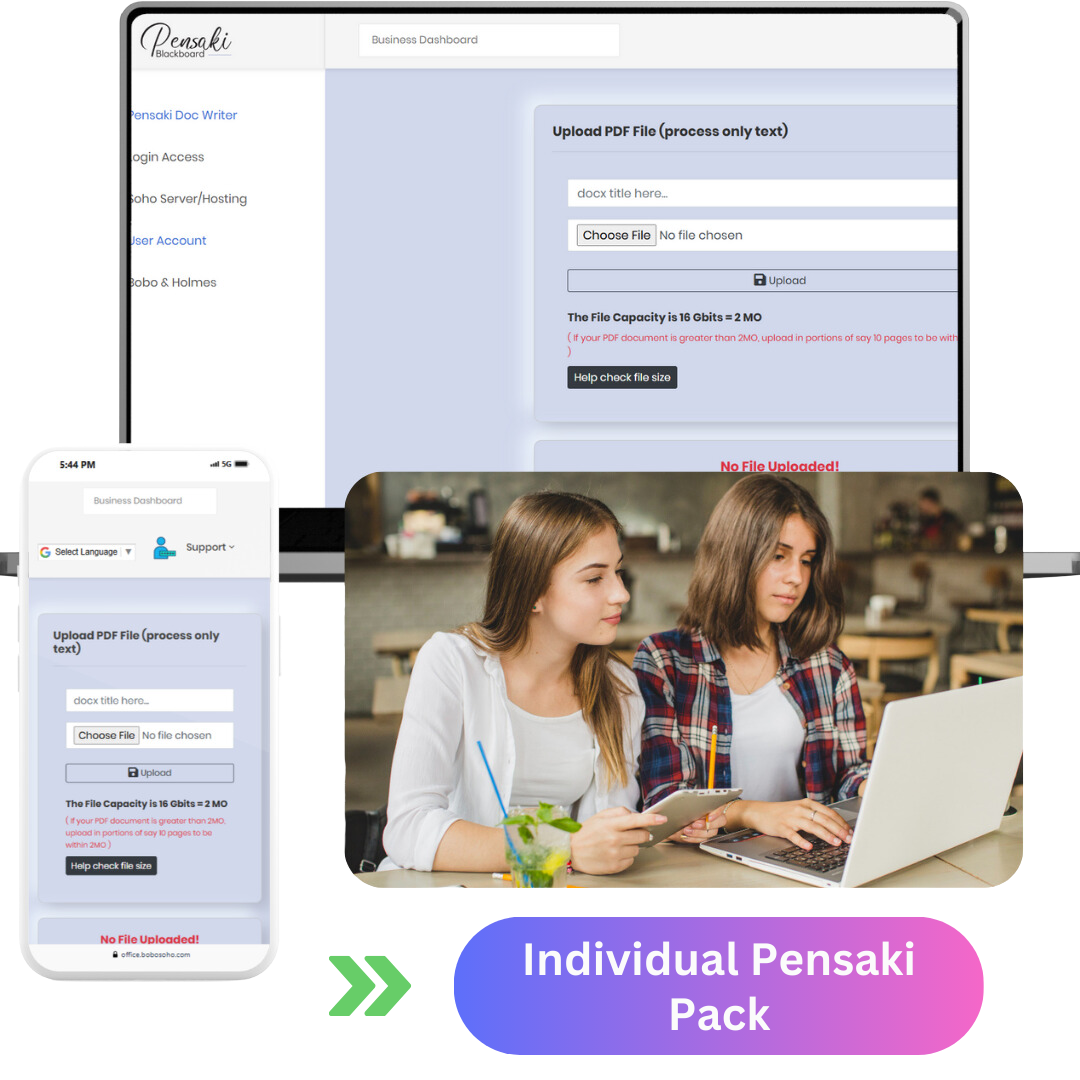 Pensaki
Blackboard
Business Dashboard
Pensaki Doc Writer
Login Access
Soho Server/Hosting
User Account
Bobo & Holmes
Upload PDF File (process only text)
docx title here...
Choose File No file chosen
Upload
The File Capacity is 16 Gbits = 2 MO
( If your PDF document is greater than 2MO, upload in portions of say 10 pages to be with
)
Help check file size
No File Uploaded!
5:44 PM
5G
Business Dashboard
Select Language ▼
Support
Upload PDF File (process only
text)
docx title here...
Choose File No file chosen
Upload
The File Capacity is 16 Gbits = 2 MO
( If your PDF document is greater than 2MO,
upload in portions of say 10 pages to be
within 2MO )
Help check file size
No File Uploaded!
office.bobosoho.com
Individual Pensaki
Pack